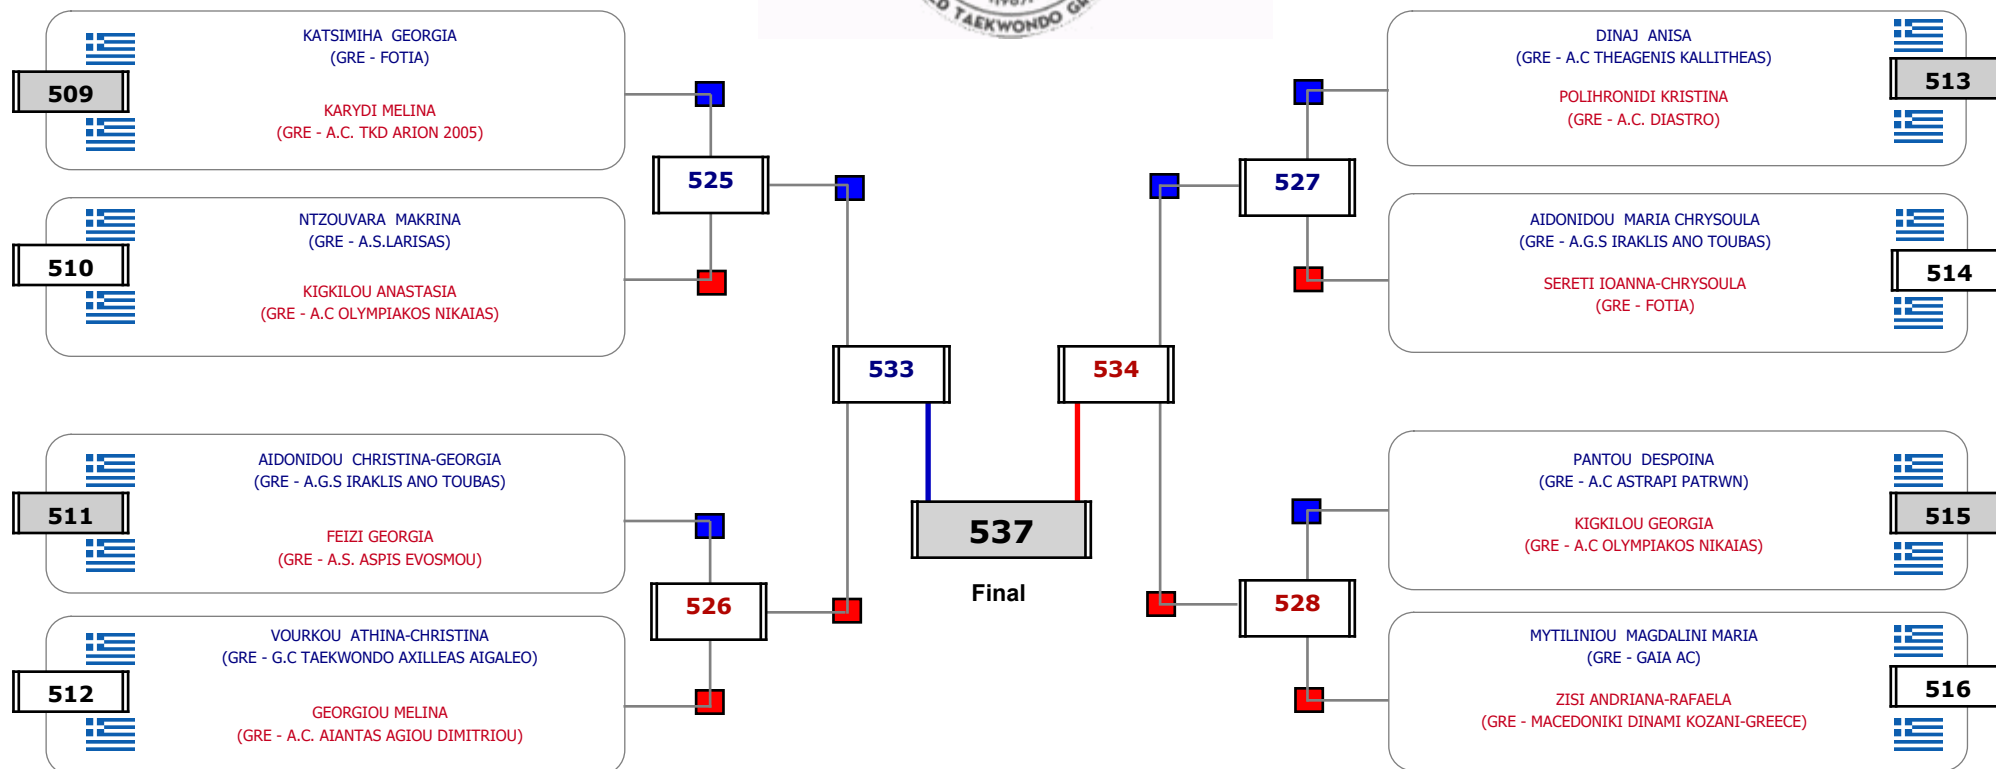 TAEKWONDO
KATSIMIHA GEORGIA
(GRE - FOTIA)
509
KARYDI MELINA
(GRE - A.C. TKD ARION 2005)
525
NTZOUVARA MAKRINA
(GRE - A.S.LARISAS)
510
KIGKILOU ANASTASIA
(GRE - A.C OLYMPIAKOS NIKAIAS)
533
AIDONIDOU CHRISTINA-GEORGIA
(GRE - A.G.S IRAKLIS ANO TOUBAS)
511
FEIZI GEORGIA
(GRE - A.S. ASPIS EVOSMOU)
526
VOURKOU ATHINA-CHRISTINA
(GRE - G.C TAEKWONDO AXILLEAS AIGALEO)
512
GEORGIOU MELINA
(GRE - A.C. AIANTAS AGIOU DIMITRIOU)
537
Final
DINAJ ANISA
(GRE - A.C THEAGENIS KALLITHEAS)
513
POLIHRONIDI KRISTINA
(GRE - A.C. DIASTRO)
527
AIDONIDOU MARIA CHRYSOULA
(GRE - A.G.S IRAKLIS ANO TOUBAS)
514
SERETI IOANNA-CHRYSOULA
(GRE - FOTIA)
534
PANTOU DESPOINA
(GRE - A.C ASTRAPI PATRWN)
515
KIGKILOU GEORGIA
(GRE - A.C OLYMPIAKOS NIKAIAS)
528
MYTILINIOU MAGDALINI MARIA
(GRE - GAIA AC)
516
ZISI ANDRIANA-RAFAELA
(GRE - MACEDONIKI DINAMI KOZANI-GREECE)